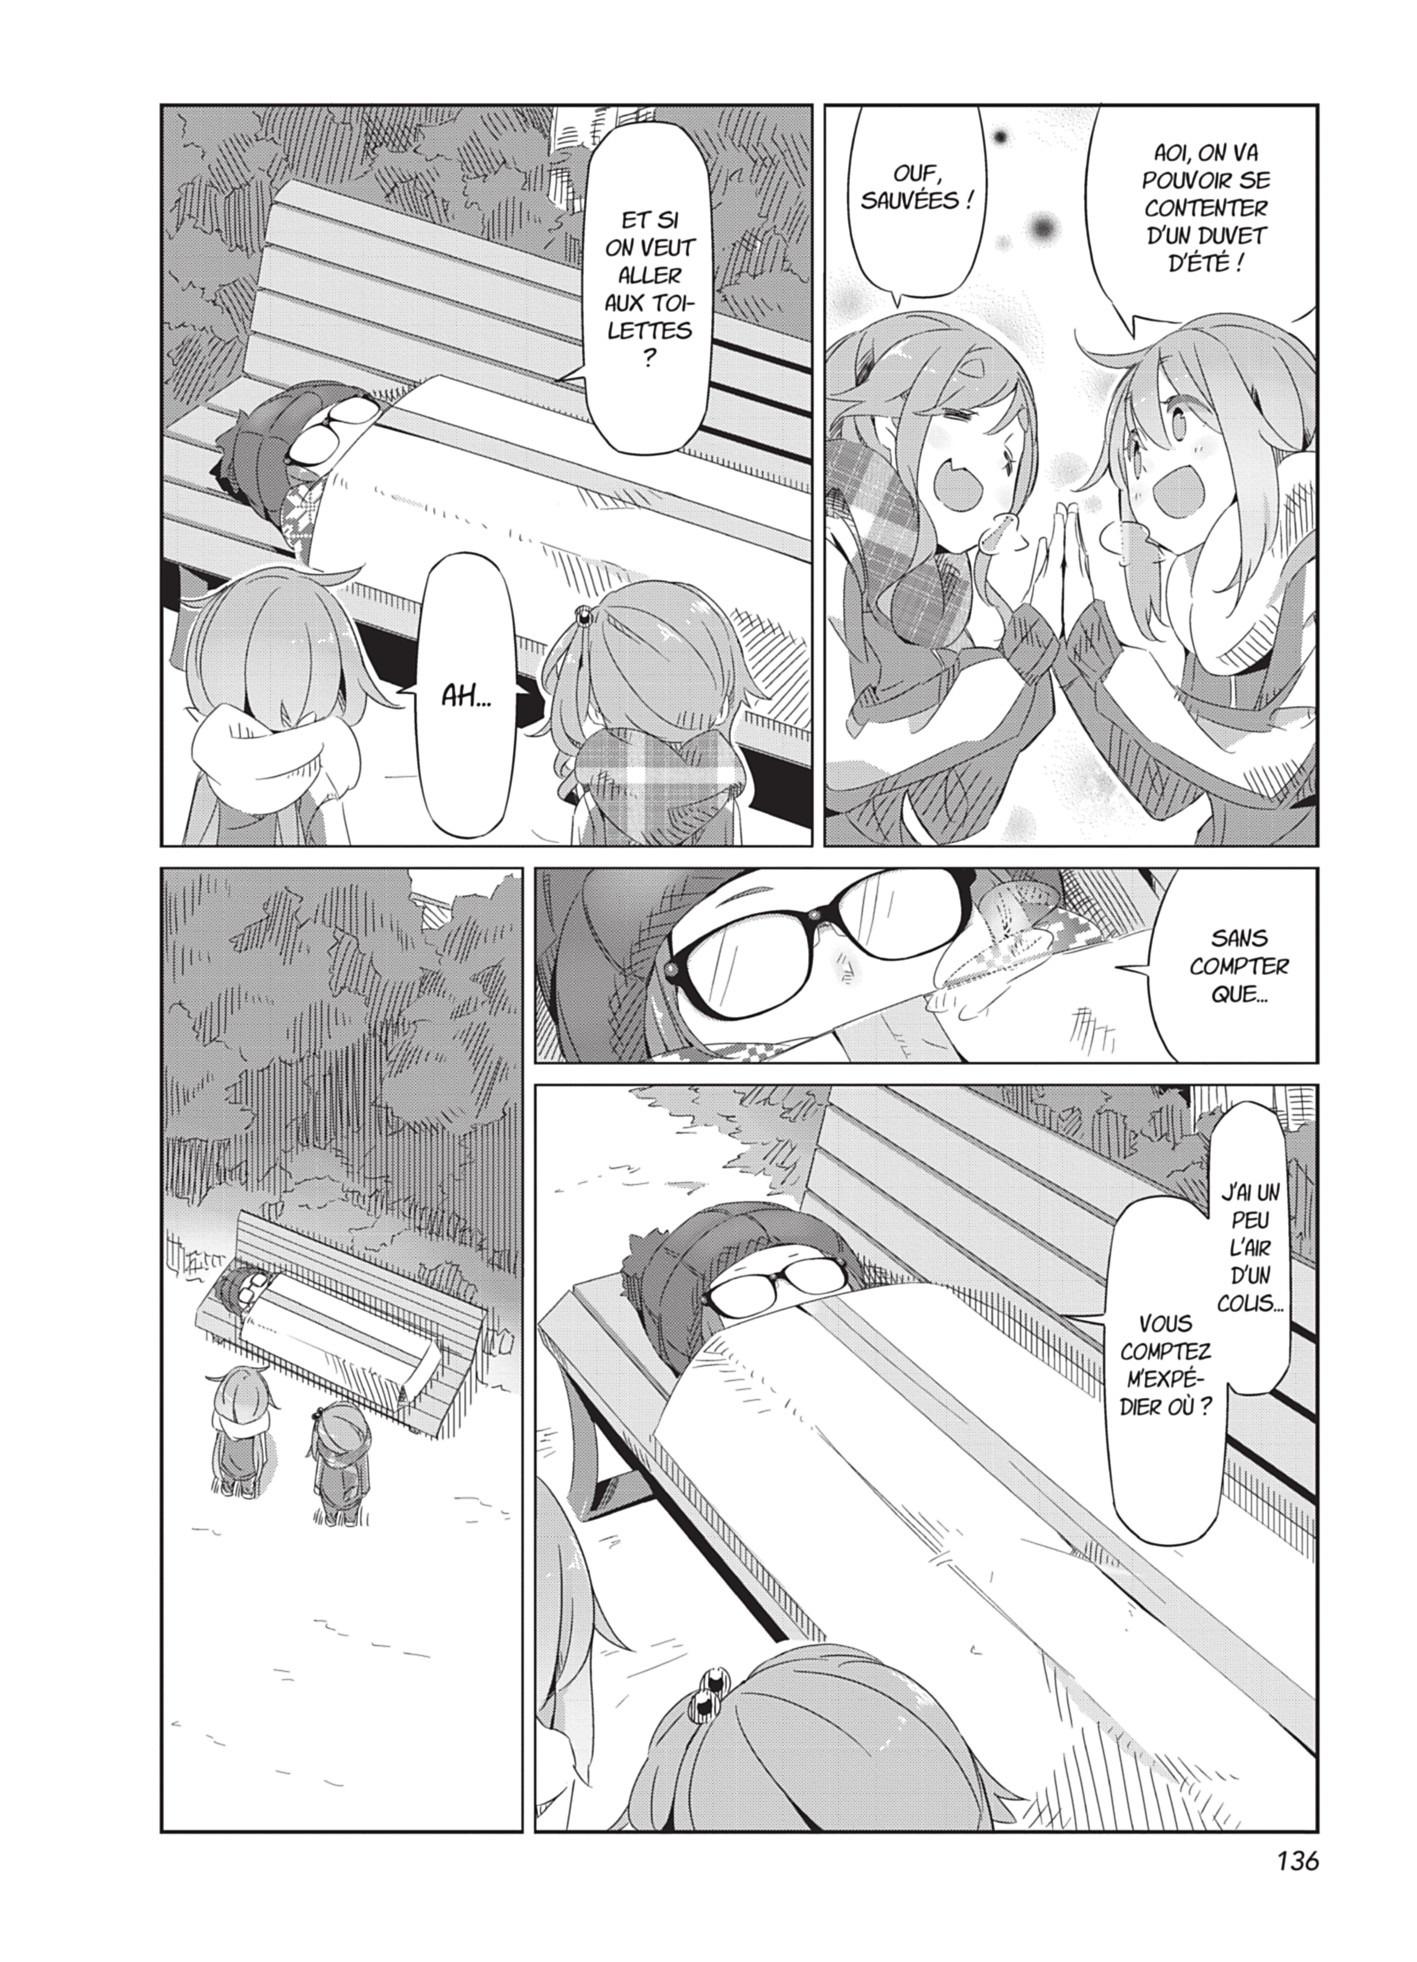 AOI, ON VA
POUVOIR SE
CONTENTER
D'UN DUVET
D'ÉTÉ !
OUF,
SAUVÉES !
ET SI
ON VEUT
ALLER
AUX TOI-
LETTES
?
AH...
SANS
COMPTER
QUE...
J'AI UN
PEU
L'AIR
D'UN
COLIS...
VOUS
COMPTEZ
M'EXPÉ-
DIER OÙ ?
136